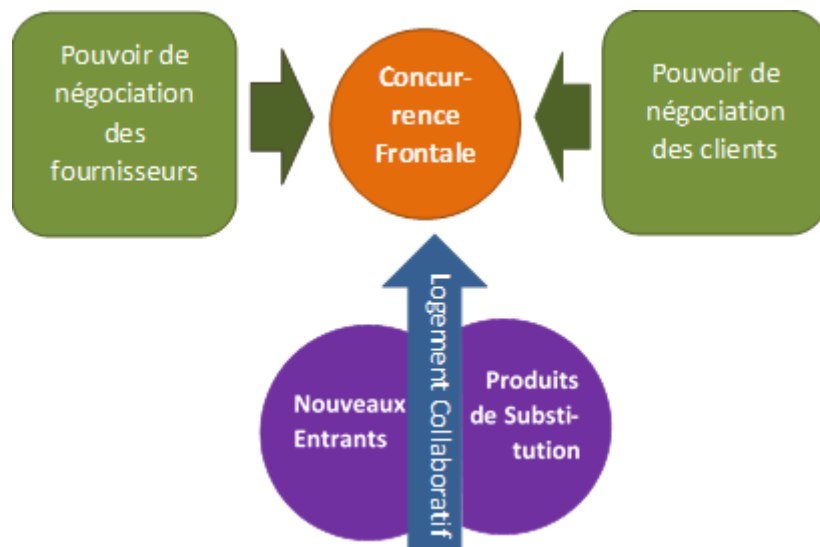 Pouvoir de
négociation
des
fournisseurs
Concur-
rence
Frontale
Pouvoir de
négociation
des clients
Logement Collaboratif
Nouveaux
Entrants
Produits
de Substi-
tution